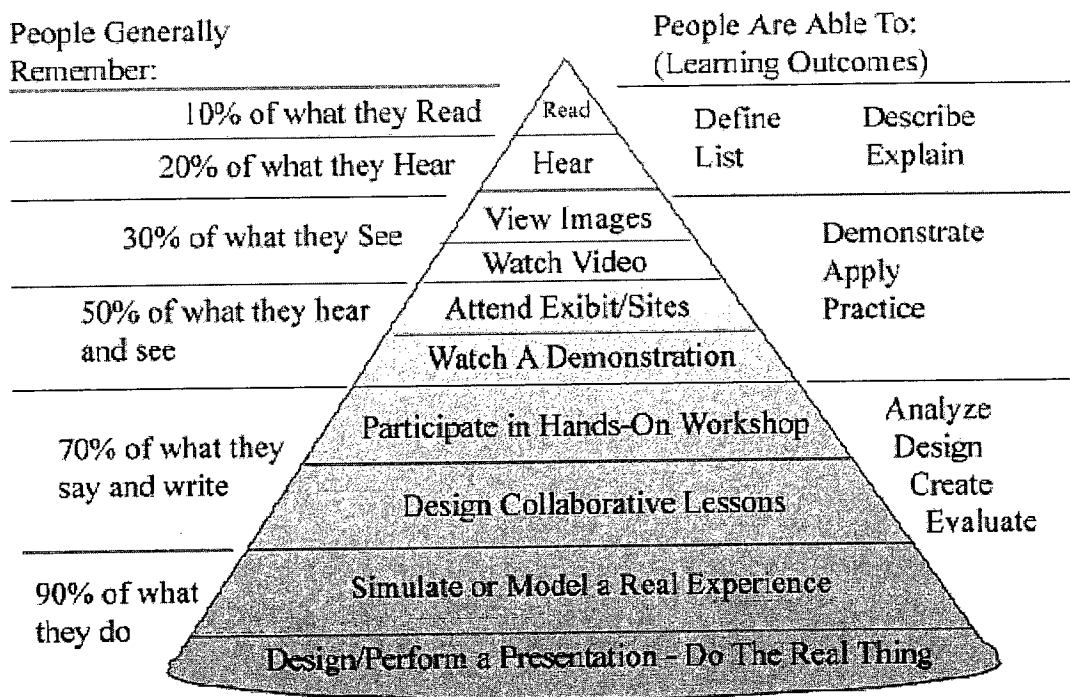 People Generally
Remember:
People Are Able To:
(Learning Outcomes)
10% of what they Read
Read
Define
Describe
List
Explain
20% of what they Hear
Hear
30% of what they See
View Images
Watch Video
Demonstrate
Apply
Practice
50% of what they hear
and see
Attend Exibit/Sites
Watch A Demonstration
70% of what they
say and write
Participate in Hands-On Workshop
Design Collaborative Lessons
Analyze
Design
Create
Evaluate
90% of what
they do
Simulate or Model a Real Experience
Design/Perform a Presentation - Do The Real Thing